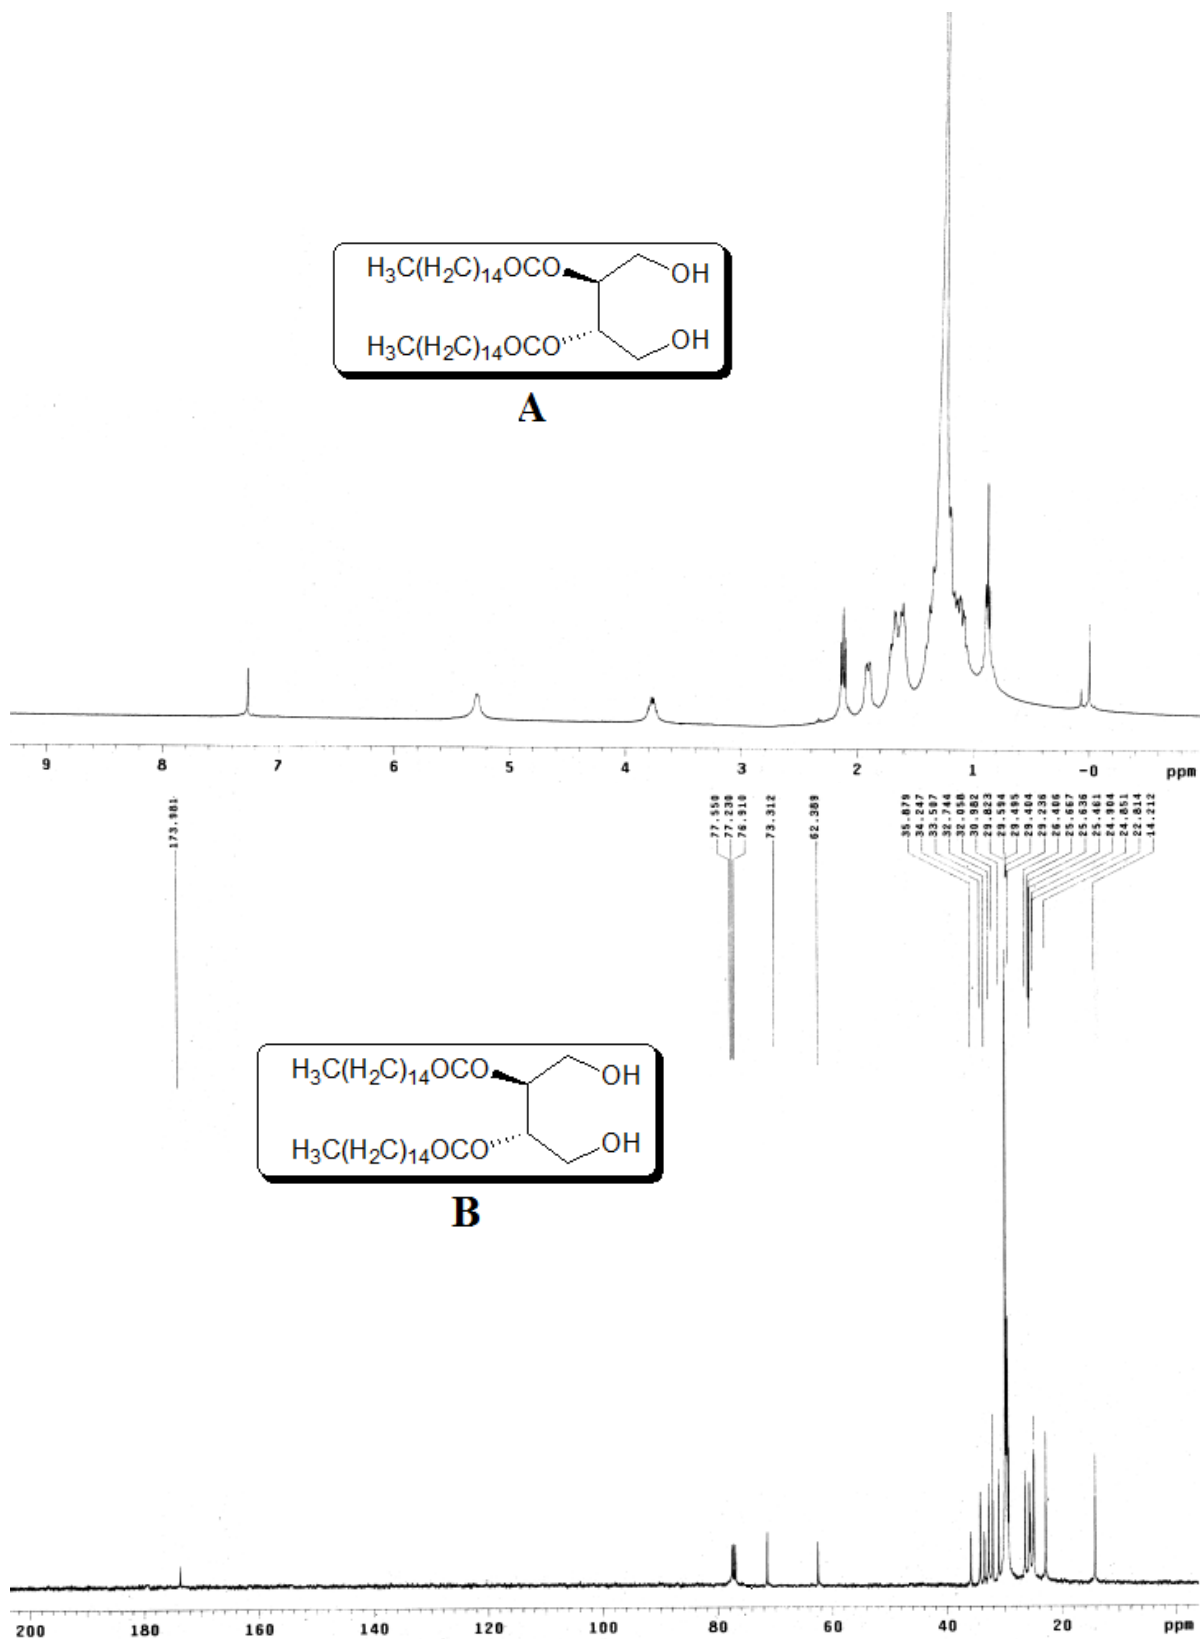 H₃C(H₂C)₁₄OCO
OH
H₃C(H₂C)₁₄OCO
OH
A
9 8 7 6 5 4 3 2 1 -0 ppm
173.981
77.550
77.230
76.910
73.312
62.389
35.879
34.247
33.507
32.744
32.058
30.982
29.823
29.594
29.495
29.404
29.236
26.406
25.667
25.636
25.461
24.904
24.851
22.814
14.212
H₃C(H₂C)₁₄OCO
OH
H₃C(H₂C)₁₄OCO
OH
B
200 180 160 140 120 100 80 60 40 20 ppm